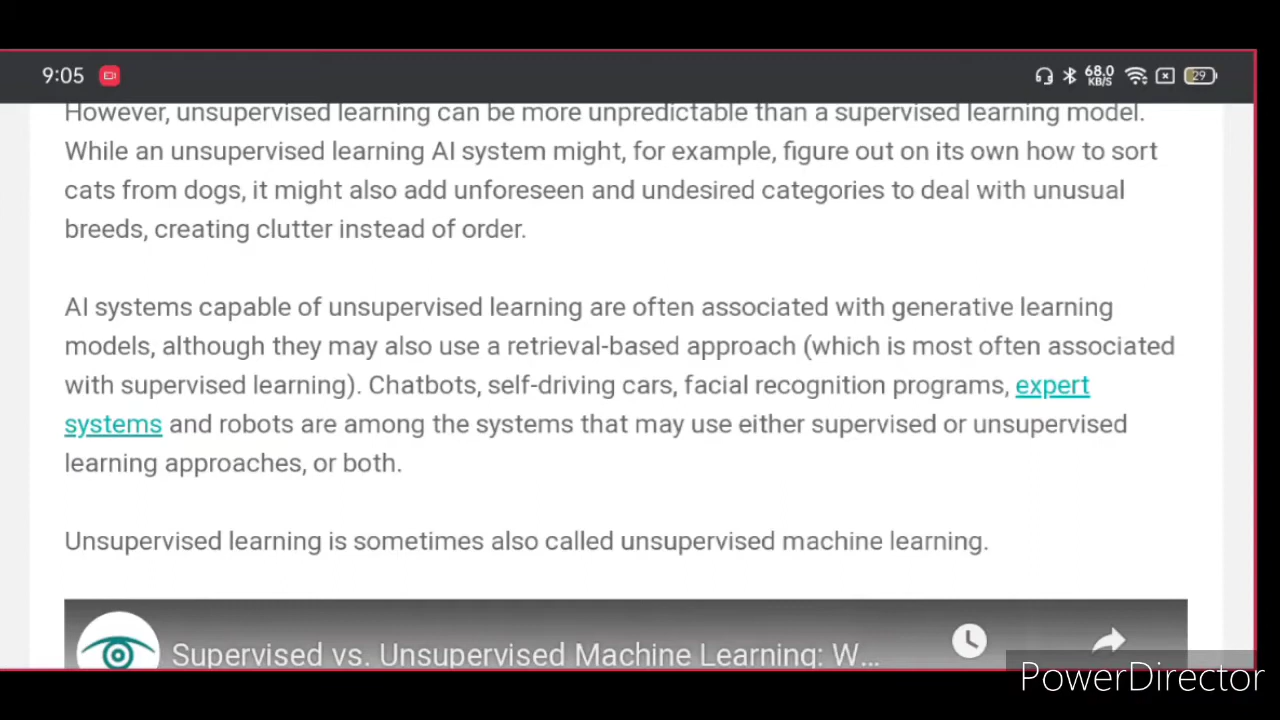 9:05
68.0
KB/S
29
However, unsupervised learning can be more unpredictable than a supervised learning model.
While an unsupervised learning AI system might, for example, figure out on its own how to sort
cats from dogs, it might also add unforeseen and undesired categories to deal with unusual
breeds, creating clutter instead of order.
AI systems capable of unsupervised learning are often associated with generative learning
models, although they may also use a retrieval-based approach (which is most often associated
with supervised learning). Chatbots, self-driving cars, facial recognition programs, expert
systems and robots are among the systems that may use either supervised or unsupervised
learning approaches, or both.
Unsupervised learning is sometimes also called unsupervised machine learning.
Supervised vs. Unsupervised Machine Learning: W...
PowerDirector